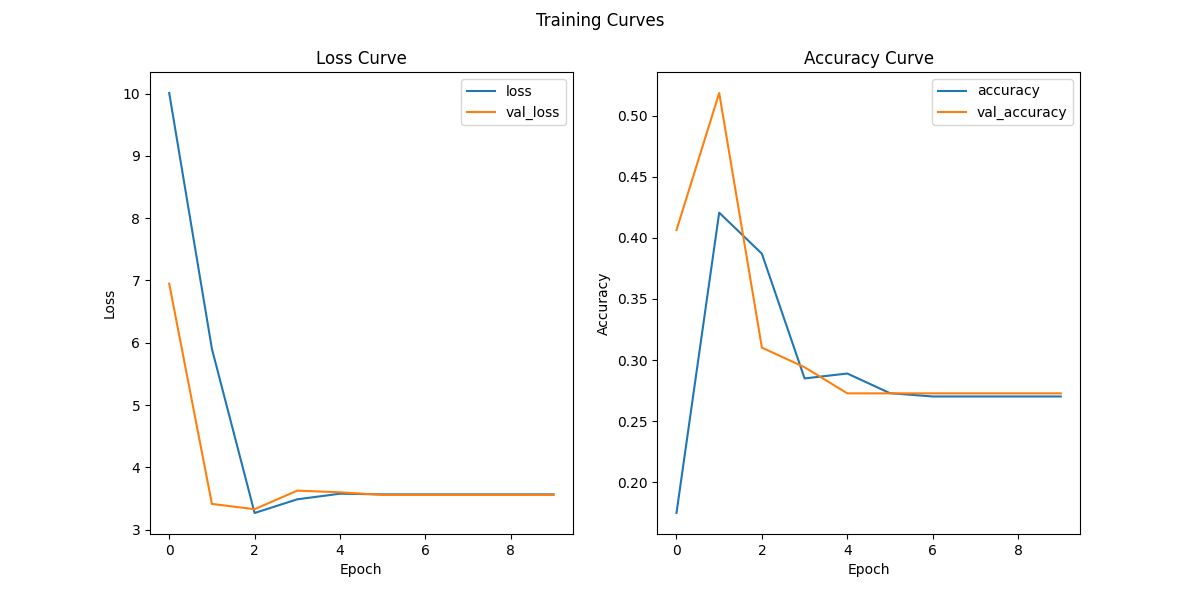 Training Curves
Loss Curve
loss
val_loss
10
9
8
7
6
5
4
3
Loss
0 2 4 6 8
Epoch
Accuracy Curve
accuracy
val_accuracy
0.50
0.45
0.40
0.35
0.30
0.25
0.20
Accuracy
0 2 4 6 8
Epoch